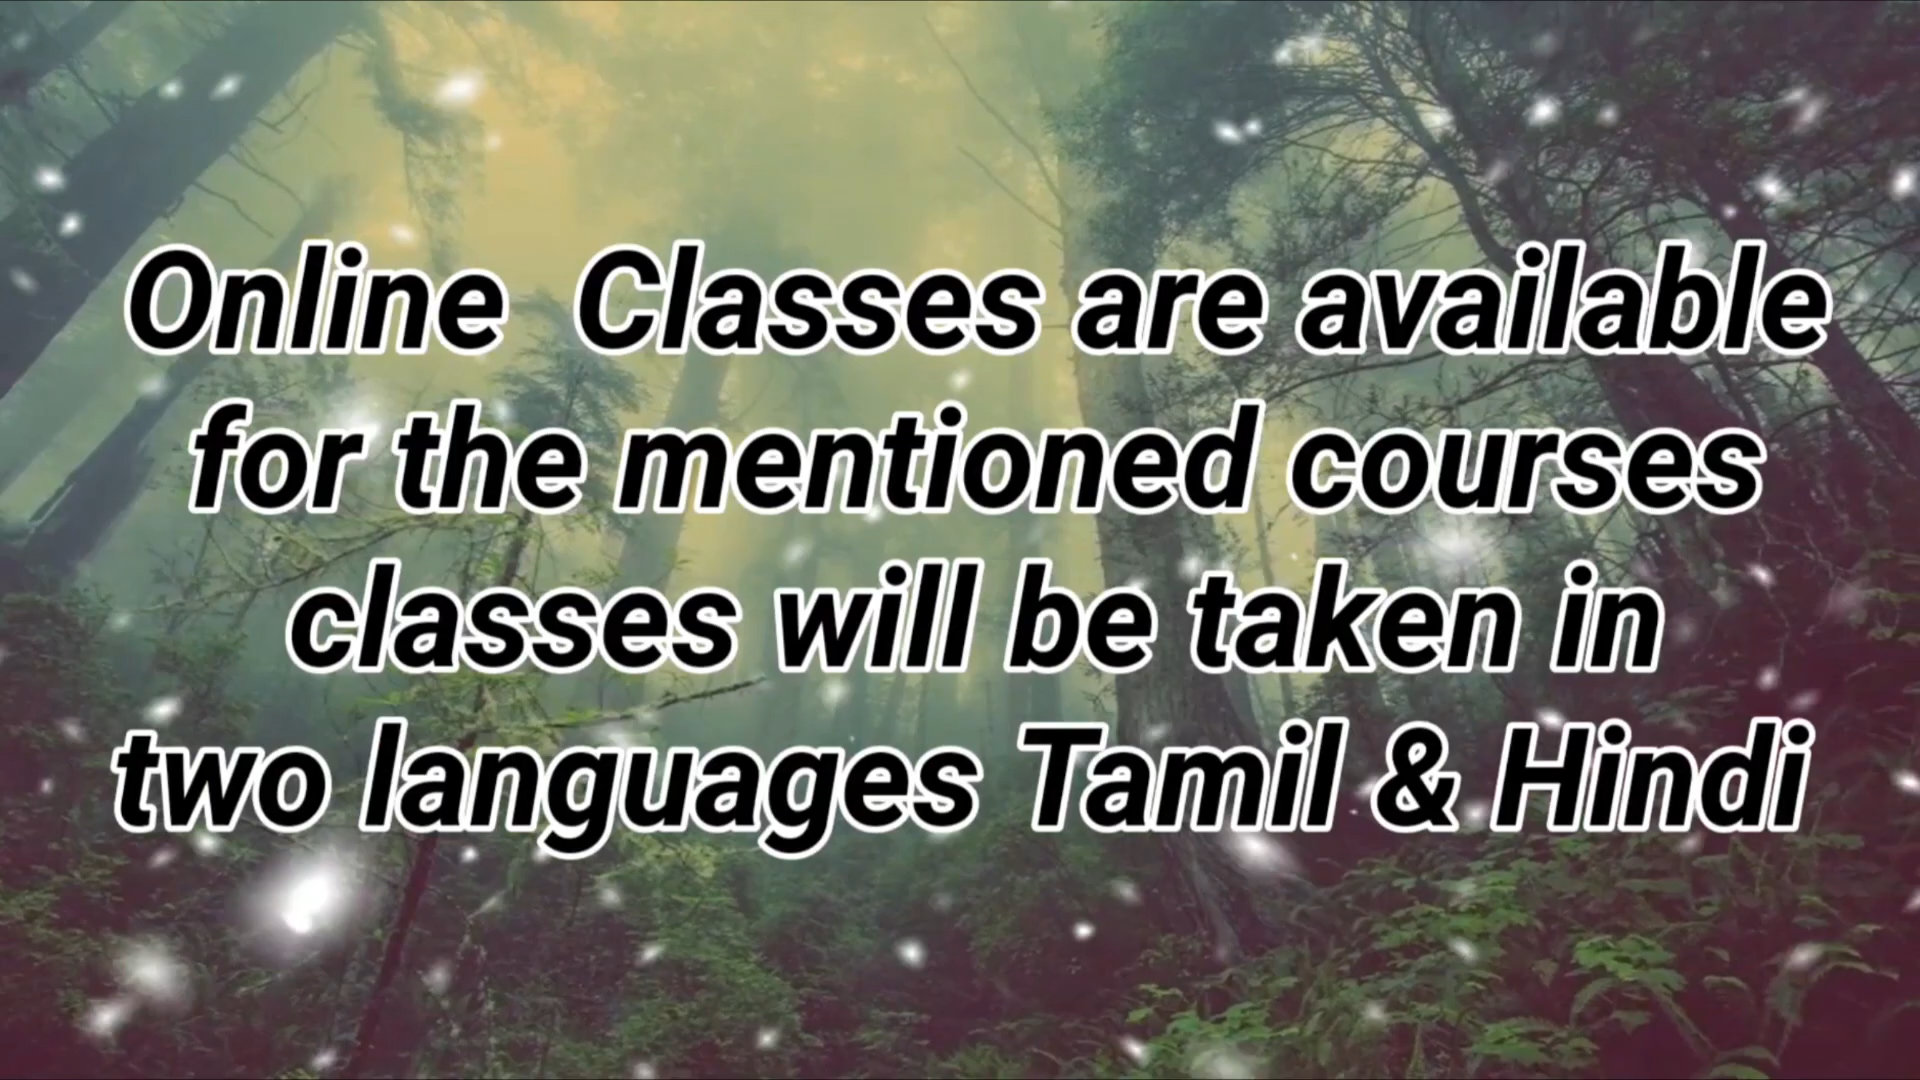 Online  Classes are available
for the mentioned courses
classes will be taken in
two languages Tamil & Hindi